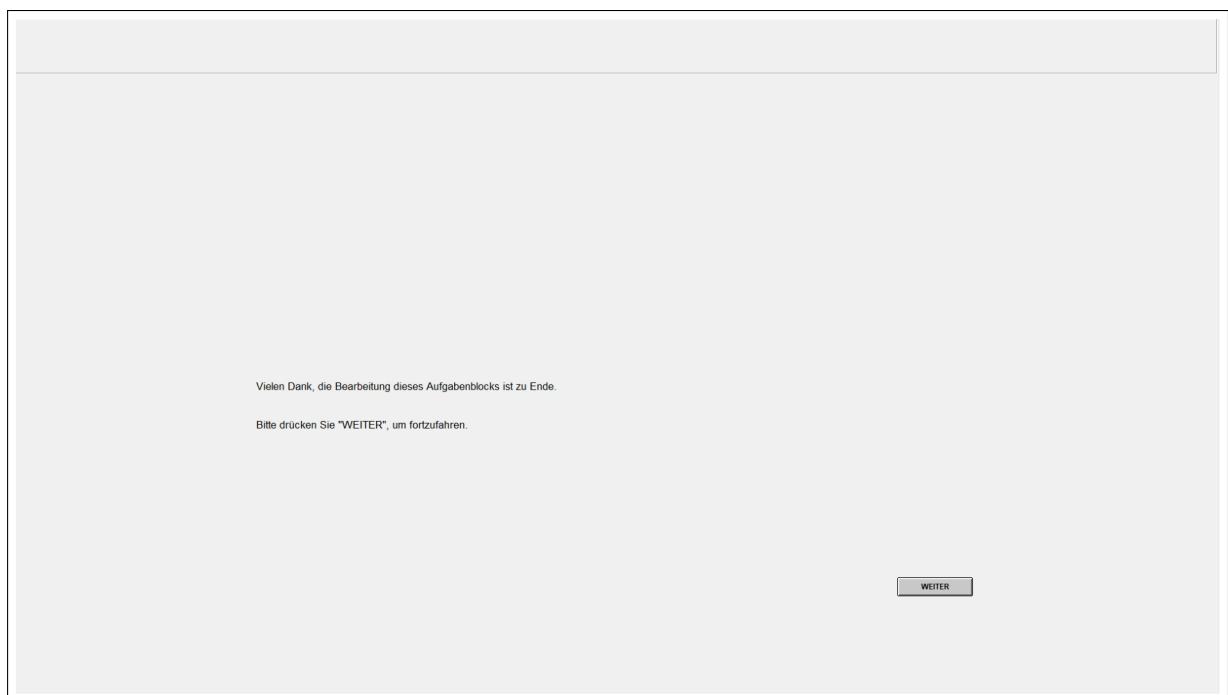 Vielen Dank, die Bearbeitung dieses Aufgabenblocks ist zu Ende.
Bitte drücken Sie "WEITER", um fortzufahren.
WEITER